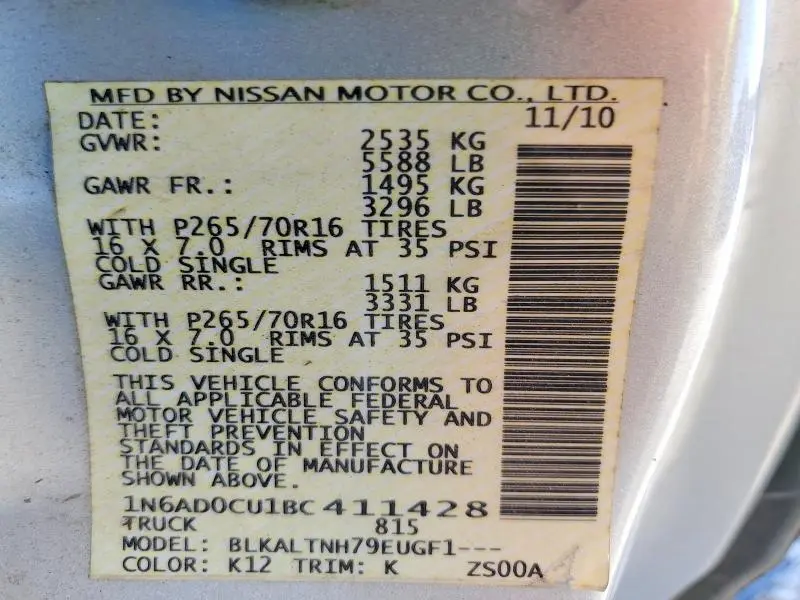 MFD BY NISSAN MOTOR CO., LTD.
DATE: 11/10
GVWR: 2535 KG
5588 LB
GAWR FR.: 1495 KG
3296 LB
WITH P265/70R16 TIRES
16 X 7.0 RIMS AT 35 PSI
COLD SINGLE
GAWR RR.: 1511 KG
3331 LB
WITH P265/70R16 TIRES
16 X 7.0 RIMS AT 35 PSI
COLD SINGLE
THIS VEHICLE CONFORMS TO
ALL APPLICABLE FEDERAL
MOTOR VEHICLE SAFETY AND
THEFT PREVENTION
STANDARDS IN EFFECT ON
THE DATE OF MANUFACTURE
SHOWN ABOVE.
1N6AD0CU1BC411428
TRUCK 815
MODEL: BLKALTNH79EUGF1---
COLOR: K12 TRIM: K ZS00A